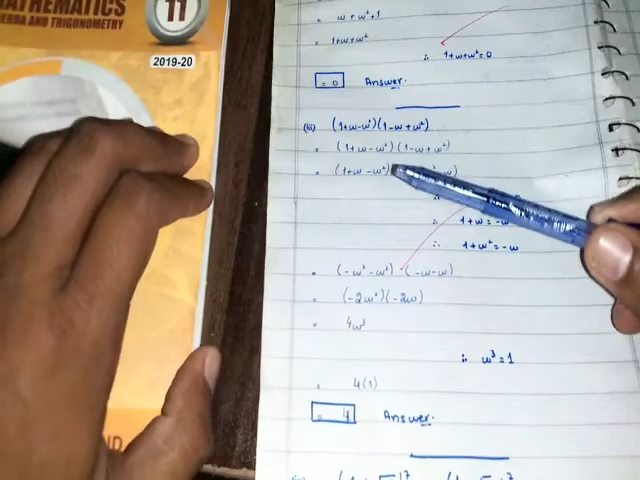 MATHEMATICS
11
AND TRIGONOMETRY
2019-20
= ω + ω² + 1
= 1+ω+ω²
∴ 1+ω+ω²=0
= 0 Answer.
(iii) (1+ω-ω²)(1-ω+ω²)
= (1+ω-ω²)(1-ω+ω²)
= (1+ω-ω²)
∴ 1+ω=-ω
∴ 1+ω²=-ω
= (-ω²-ω²)(-ω-ω)
= (-2ω²)(-2ω)
= 4ω³
∴ ω³=1
= 4(1)
= 4 Answer.